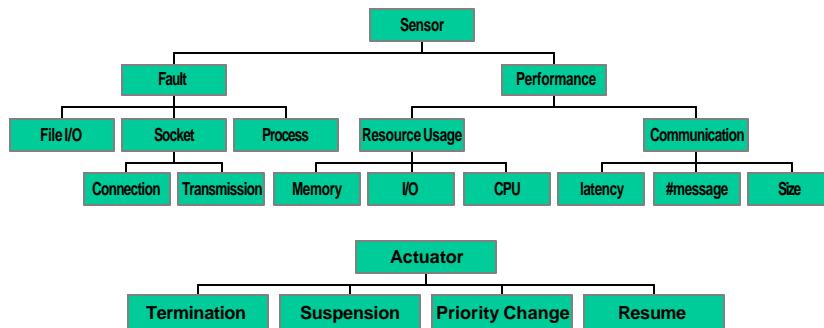 Sensor
Fault
Performance
File I/O
Socket
Process
Resource Usage
Communication
Connection
Transmission
Memory
I/O
CPU
latency
#message
Size
Actuator
Termination
Suspension
Priority Change
Resume